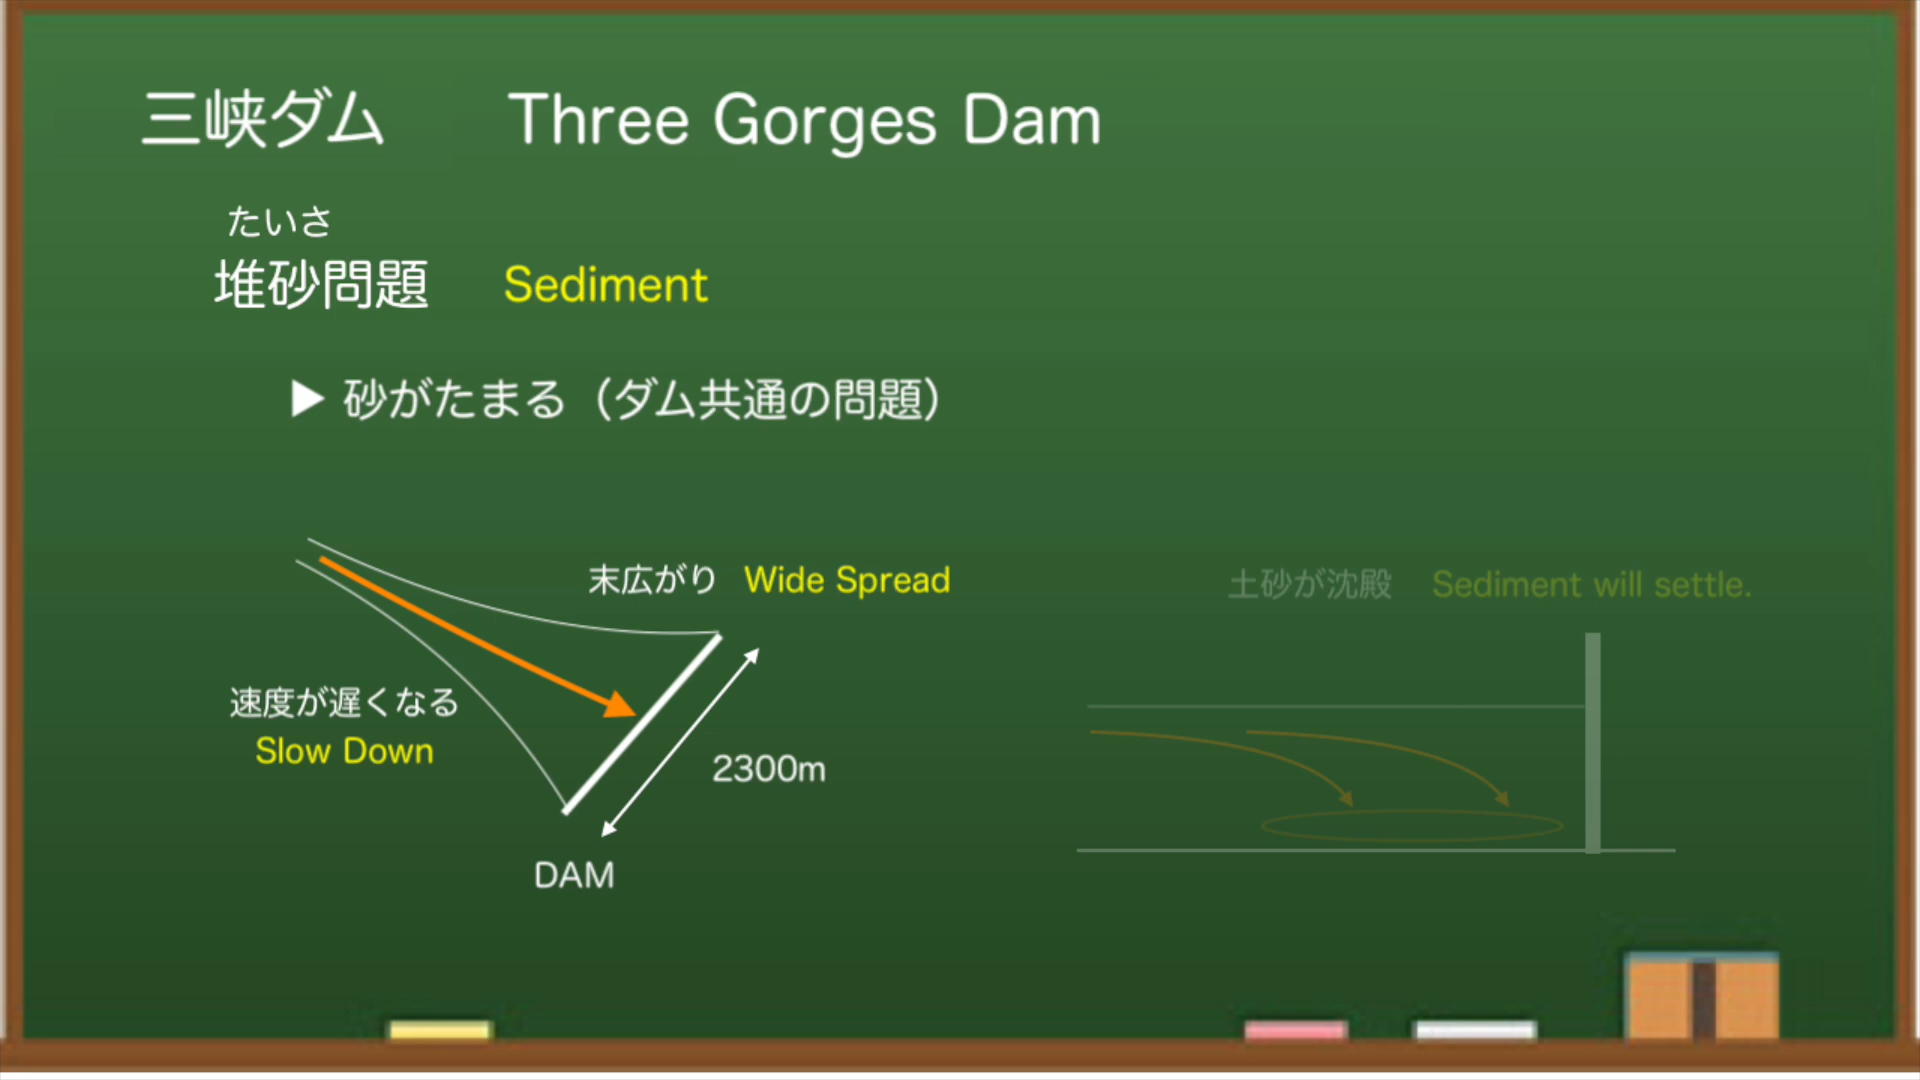 三峡ダム Three Gorges Dam
たいさ
堆砂問題 Sediment
▶ 砂がたまる（ダム共通の問題）
末広がり Wide Spread
速度が遅くなる
Slow Down
2300m
DAM
土砂が沈殿 Sediment will settle.